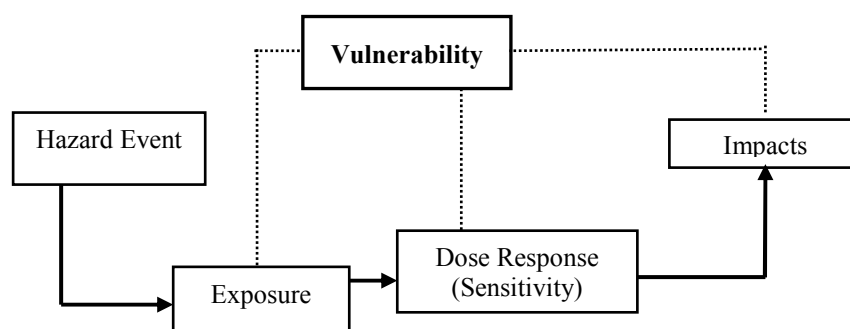 Vulnerability
Hazard Event
Impacts
Dose Response
(Sensitivity)
Exposure